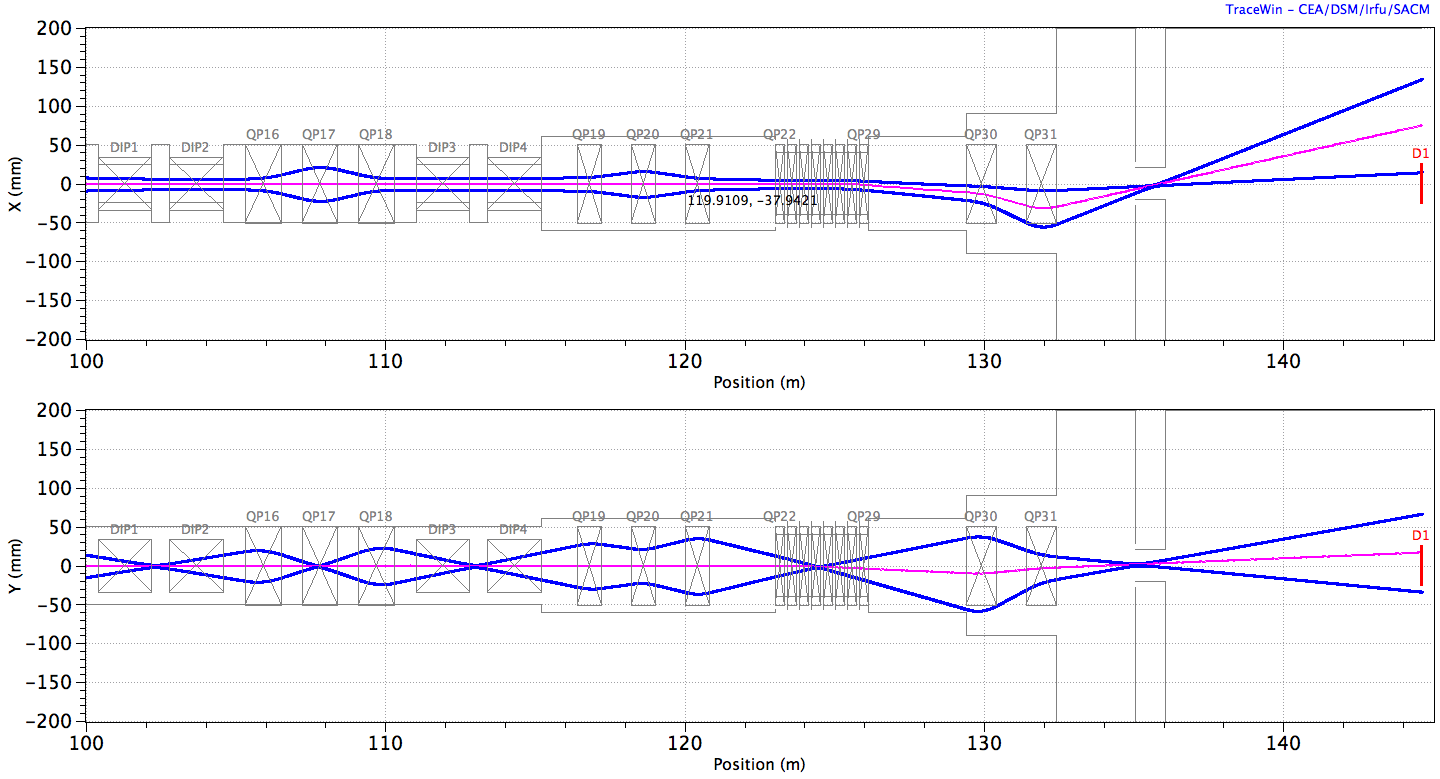 TraceWin - CEA/DSM/Irfu/SACM
200
150
100
50
0
-50
-100
-150
-200
X (mm)
DIP1 DIP2 QP16 QP17 QP18 DIP3 DIP4 QP19 QP20 QP21 QP22 QP29 QP30 QP31 D1
119.9109, -37.9421
100 110 120 130 140
Position (m)
200
150
100
50
0
-50
-100
-150
-200
Y (mm)
DIP1 DIP2 QP16 QP17 QP18 DIP3 DIP4 QP19 QP20 QP21 QP22 QP29 QP30 QP31 D1
100 110 120 130 140
Position (m)